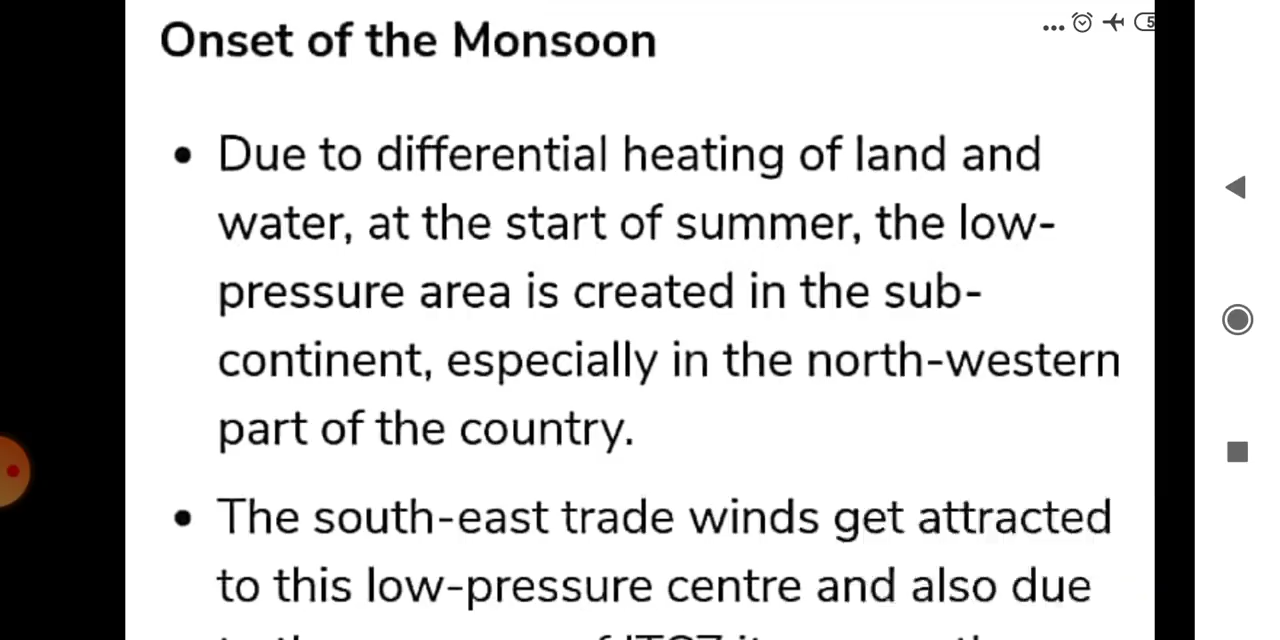 Onset of the Monsoon
... 5
• Due to differential heating of land and
water, at the start of summer, the low-
pressure area is created in the sub-
continent, especially in the north-western
part of the country.
• The south-east trade winds get attracted
to this low-pressure centre and also due